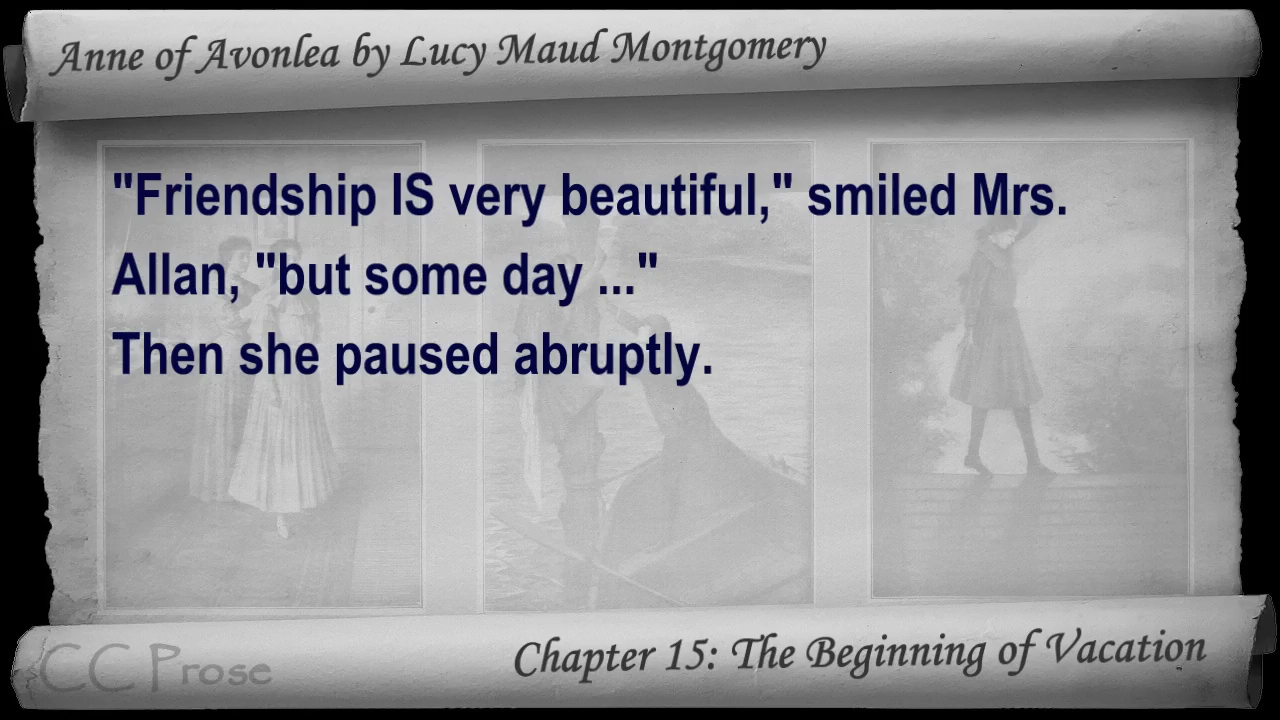 Anne of Avonlea by Lucy Maud Montgomery
"Friendship IS very beautiful," smiled Mrs.
Allan, "but some day ..."
Then she paused abruptly.
CC Prose
Chapter 15: The Beginning of Vacation